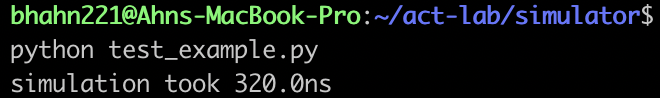 bhahn221@Ahns-MacBook-Pro:~/act-lab/simulator$
python test_example.py
simulation took 320.0ns